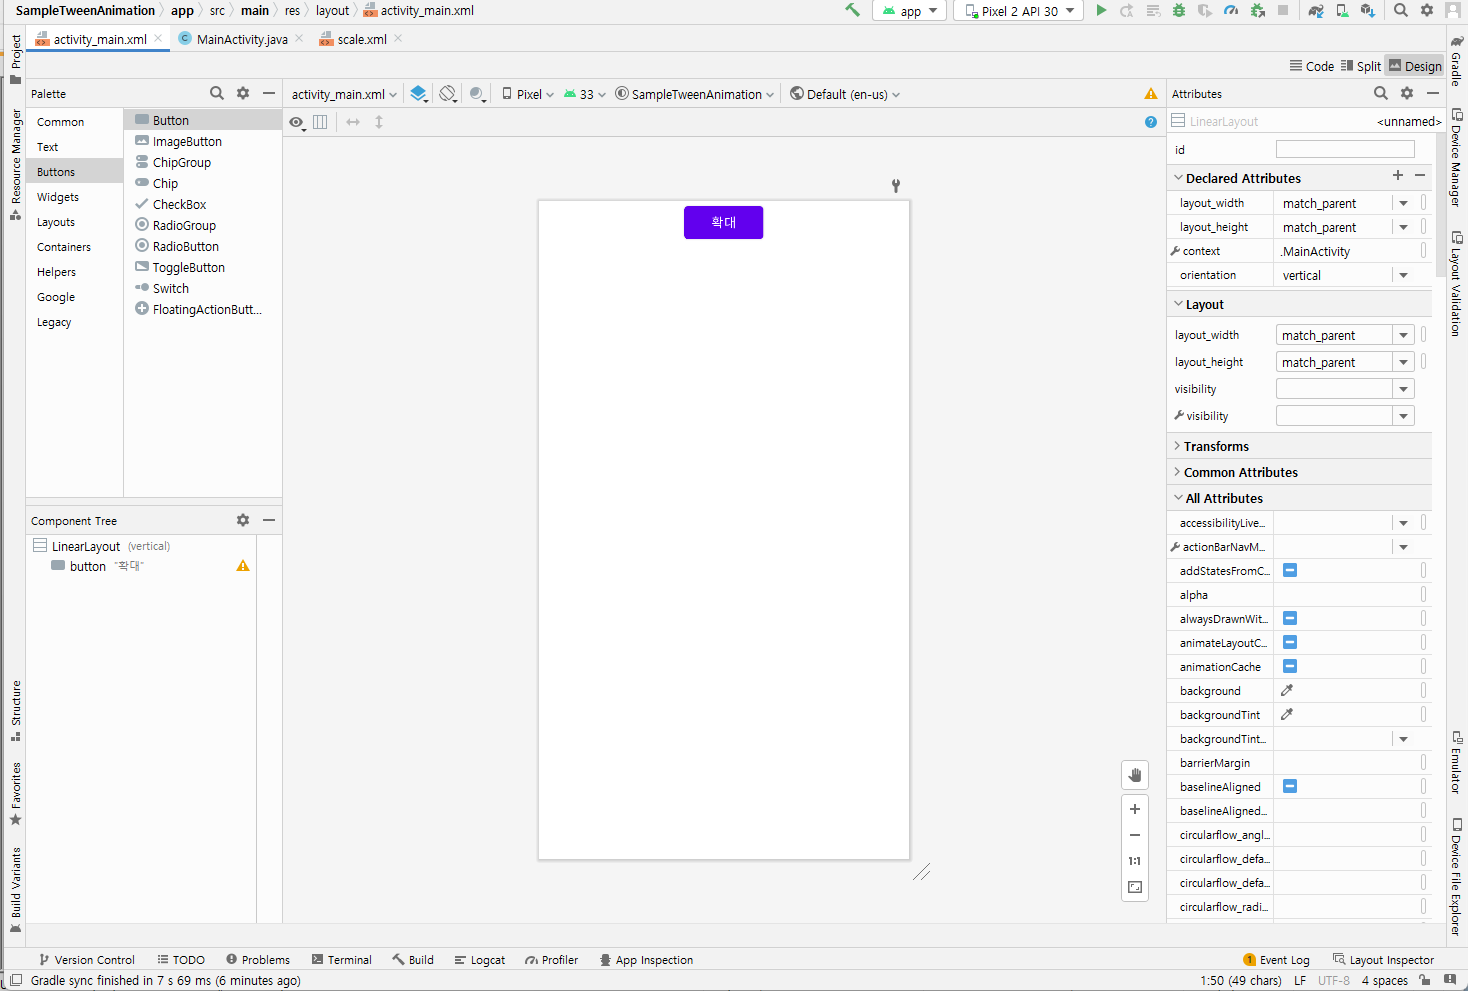 SampleTweenAnimation 〉 app 〉 src 〉 main 〉 res 〉 layout 〉 activity_main.xml
app
Pixel 2 API 30
activity_main.xml
MainActivity.java
scale.xml
Code
Split
Design
Palette
Common
Text
Buttons
Widgets
Layouts
Containers
Helpers
Google
Legacy
Button
ImageButton
ChipGroup
Chip
CheckBox
RadioGroup
RadioButton
ToggleButton
Switch
FloatingActionButt...
activity_main.xml
Pixel
33
SampleTweenAnimation
Default (en-us)
확대
Component Tree
LinearLayout (vertical)
button "확대"
Attributes
LinearLayout
<unnamed>
id
Declared Attributes
layout_width match_parent
layout_height match_parent
context .MainActivity
orientation vertical
Layout
layout_width match_parent
layout_height match_parent
visibility
visibility
Transforms
Common Attributes
All Attributes
accessibilityLive...
actionBarNavM...
addStatesFromC...
alpha
alwaysDrawnWit...
animateLayoutC...
animationCache
background
backgroundTint
backgroundTint...
barrierMargin
baselineAligned
baselineAligned...
circularflow_angl...
circularflow_defa...
circularflow_defa...
circularflow_radi...
1:1
Project
Resource Manager
Structure
Favorites
Build Variants
Gradle
Device Manager
Layout Validation
Emulator
Device File Explorer
Version Control
TODO
Problems
Terminal
Build
Logcat
Profiler
App Inspection
1 Event Log
Layout Inspector
Gradle sync finished in 7 s 69 ms (6 minutes ago)
1:50 (49 chars)
LF
UTF-8
4 spaces